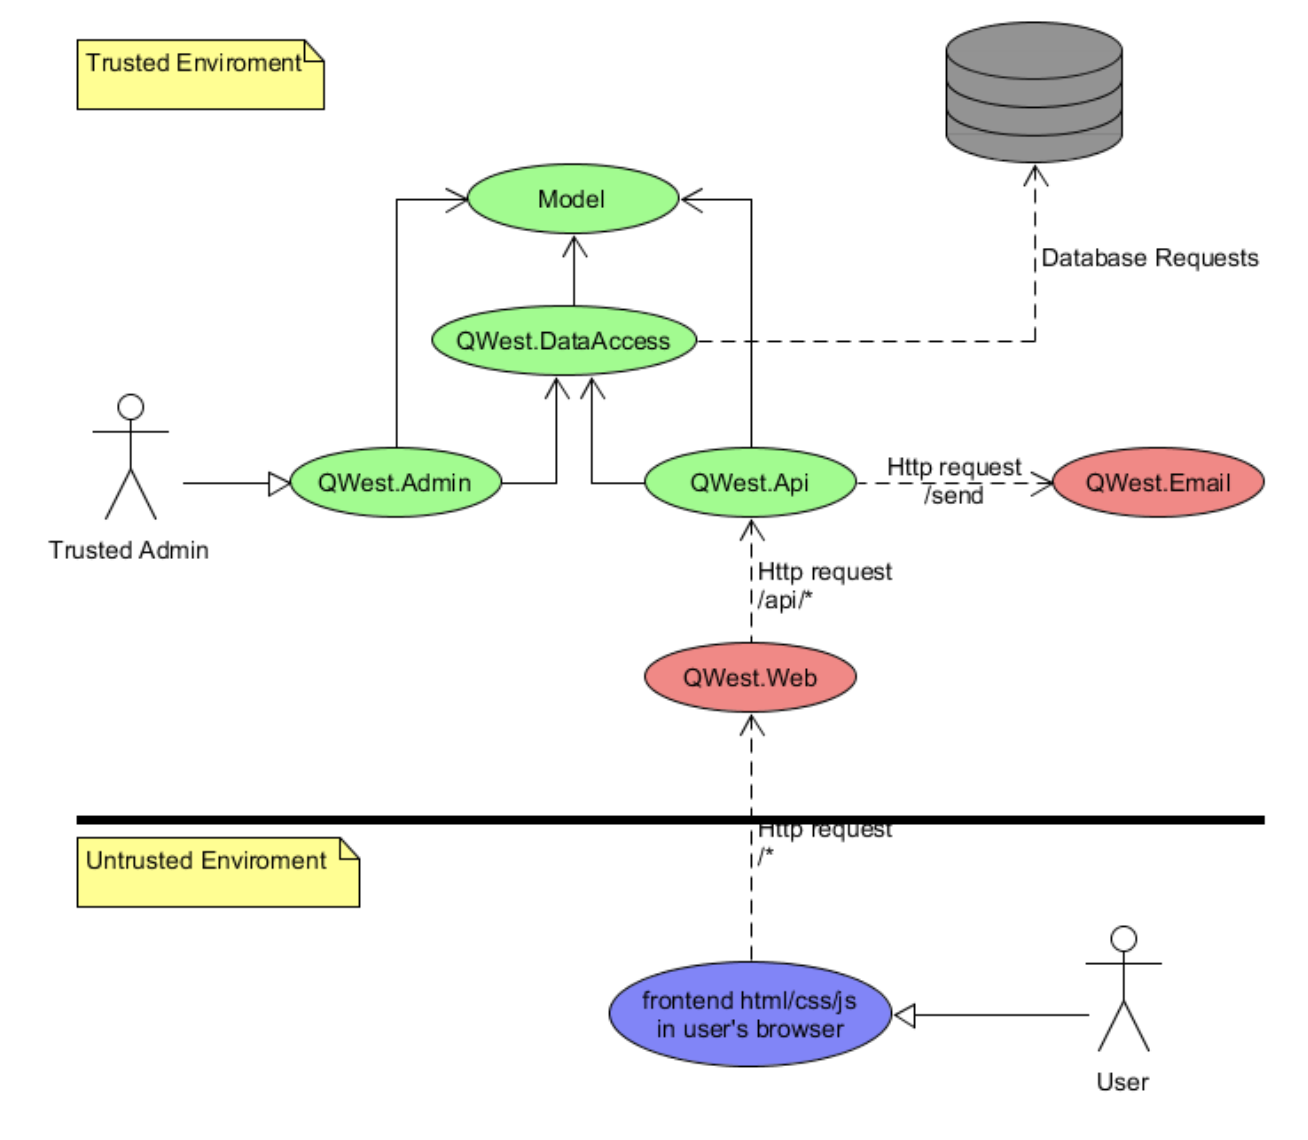 Trusted Enviroment
Model
Database Requests
QWest.DataAccess
QWest.Admin
QWest.Api
Http request
/send
QWest.Email
Trusted Admin
Http request
/api/*
QWest.Web
Http request
/*
Untrusted Enviroment
frontend html/css/js
in user's browser
User